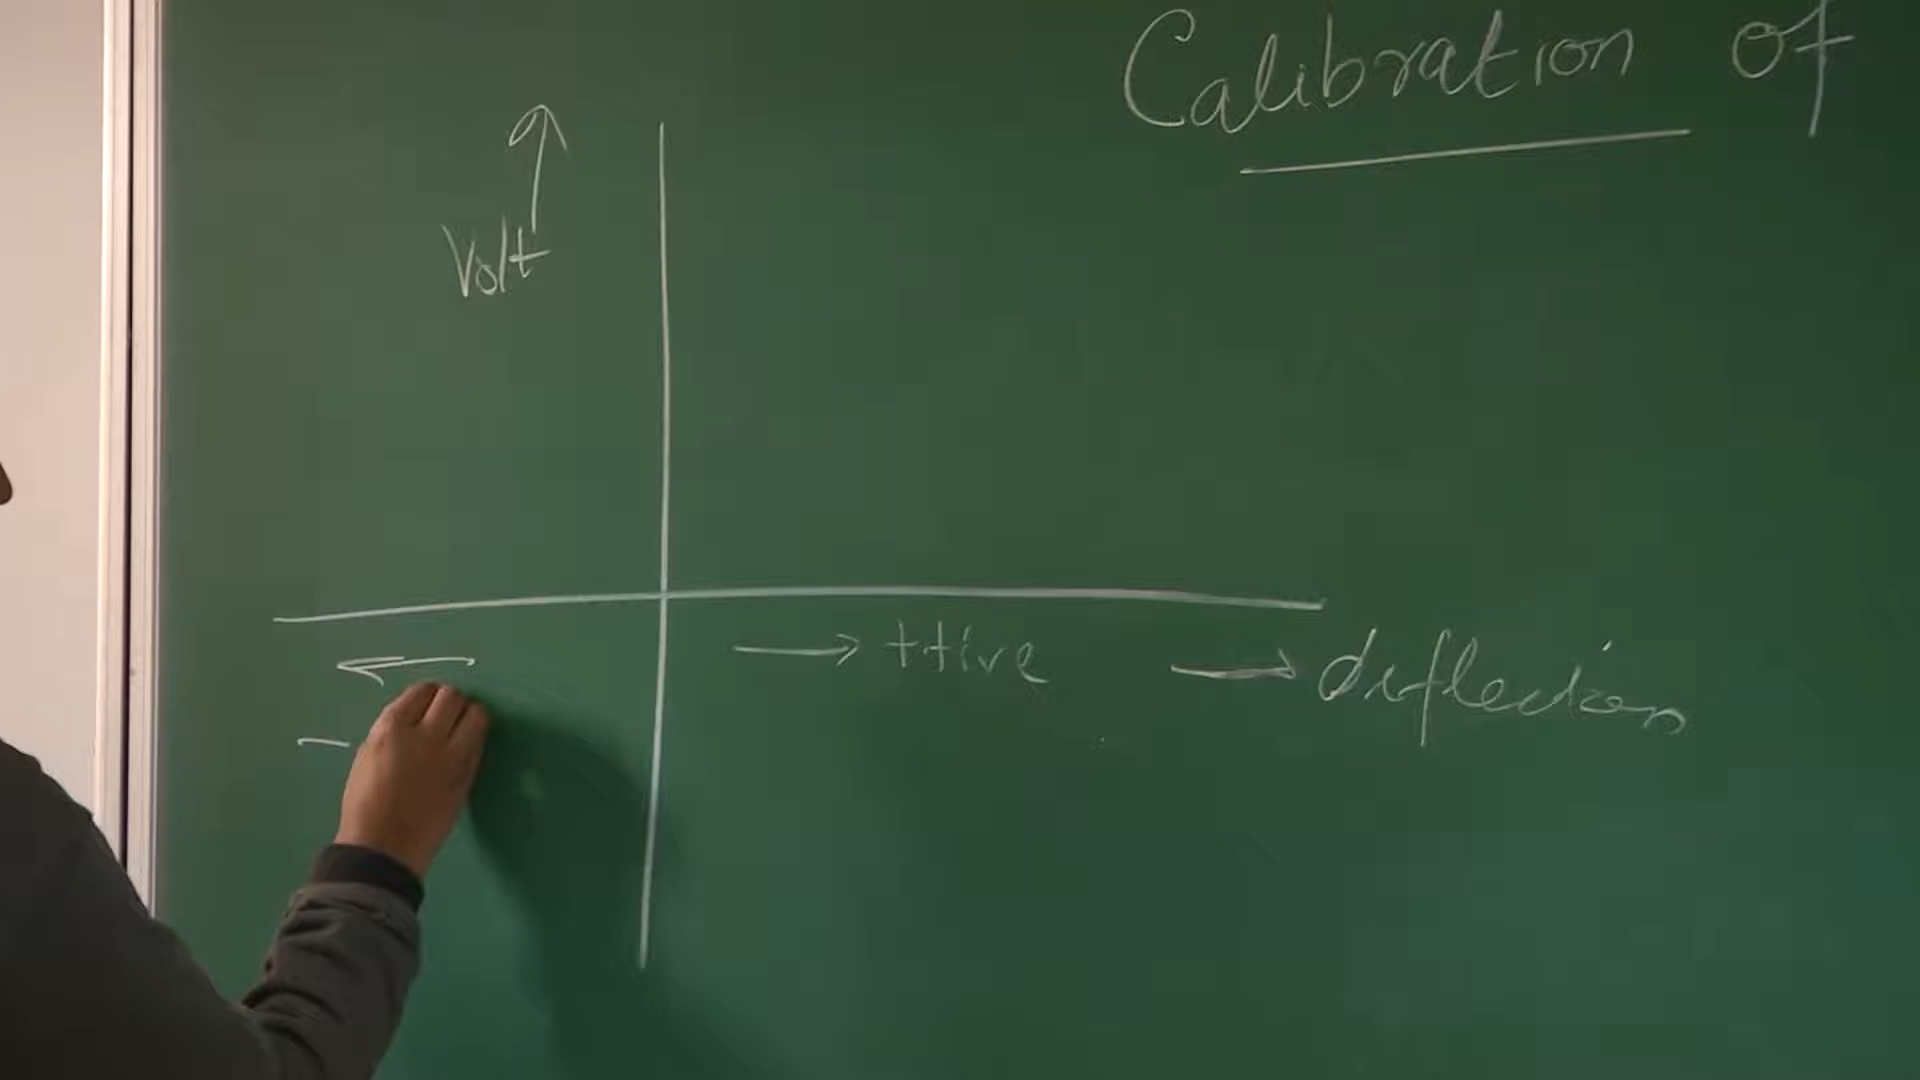 Calibration of
Volt
→ +tive → deflection
-